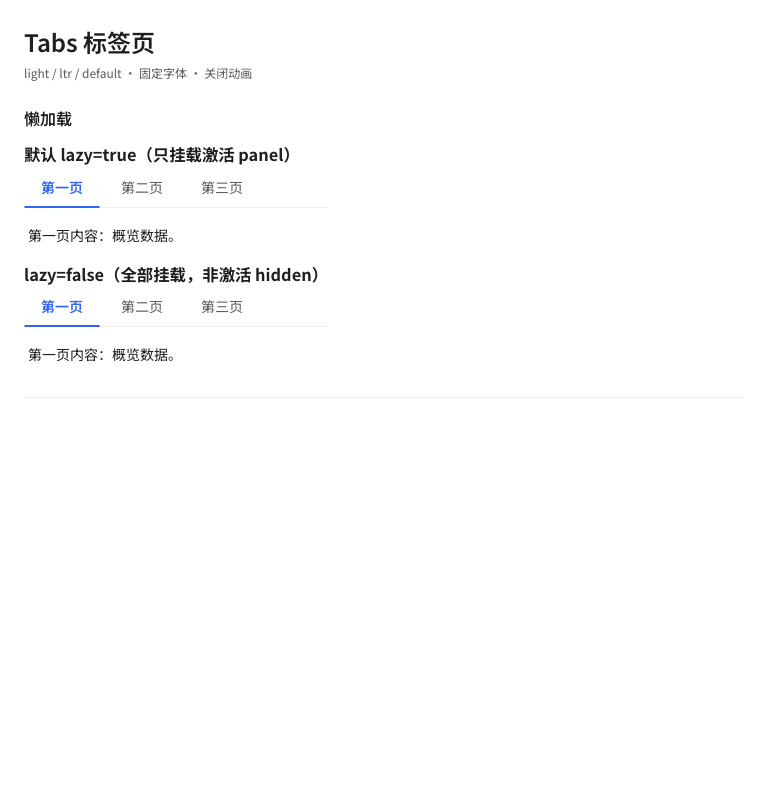 Tabs 标签页
light / ltr / default · 固定字体 · 关闭动画
懒加载
默认 lazy=true（只挂载激活 panel）
第一页 第二页 第三页
第一页内容：概览数据。
lazy=false（全部挂载，非激活 hidden）
第一页 第二页 第三页
第一页内容：概览数据。